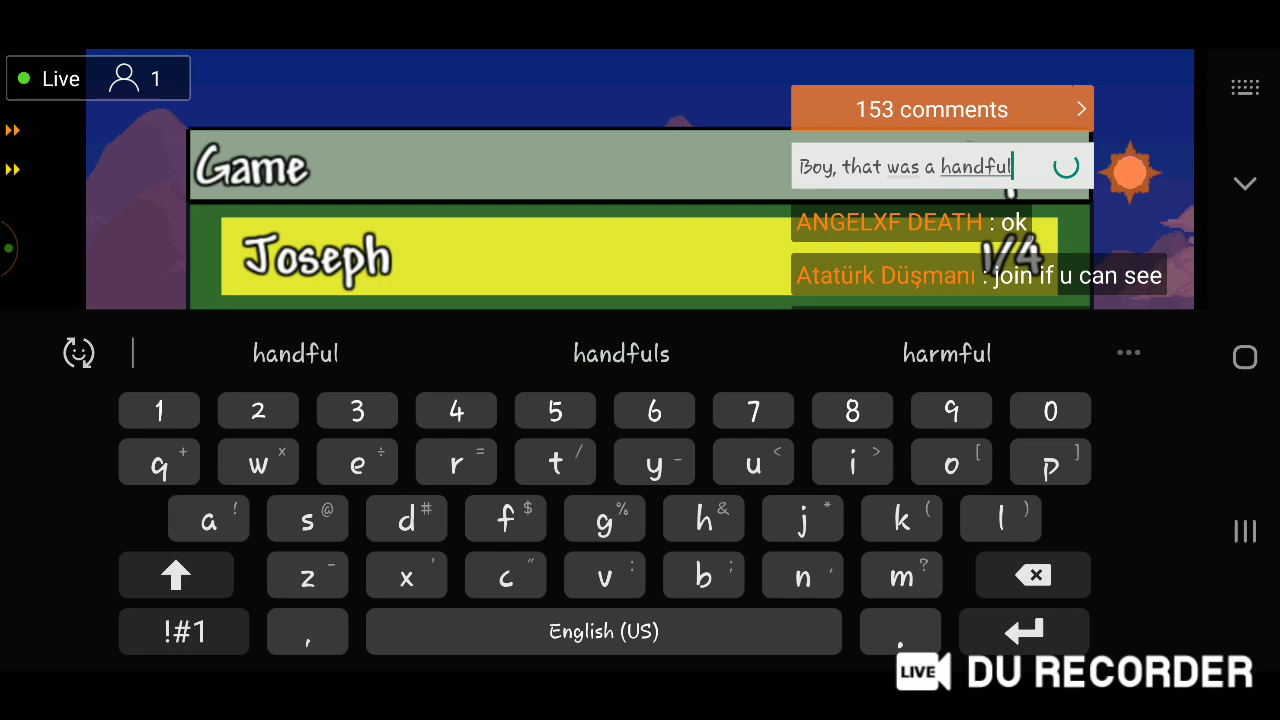 Live 1
153 comments
Game
Boy, that was a handful
ANGELXF DEATH : ok
Joseph 1/4
Atatürk Düşmanı : join if u can see
handful handfuls harmful
1 2 3 4 5 6 7 8 9 0
q + w × e ÷ r = t / y - u < i > o [ p ]
a ! s @ d # f $ g % h & j * k ( l )
z - x ' c " v : b ; n , m ?
!#1 , English (US) .
LIVE DU RECORDER